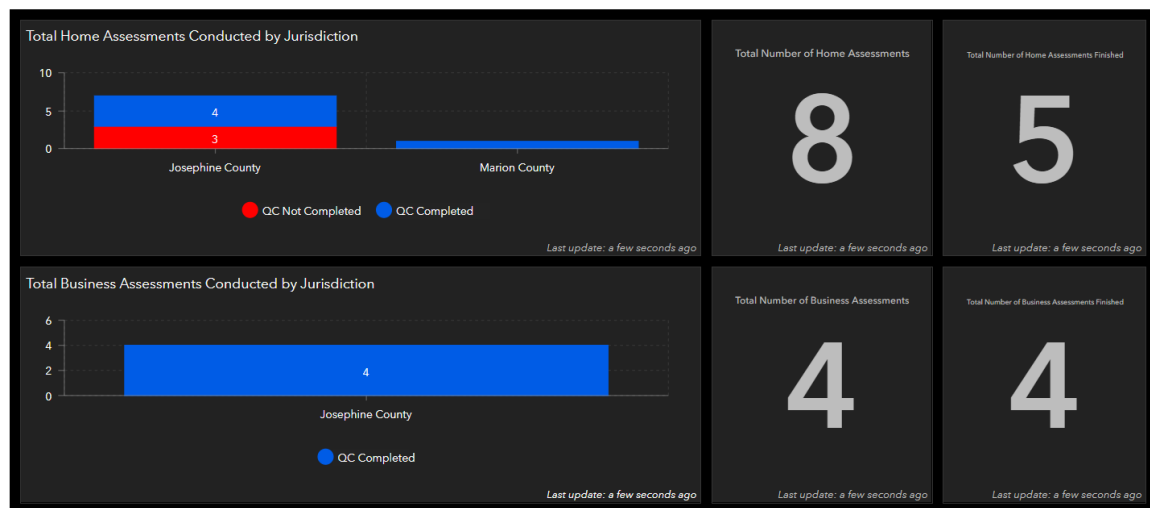 Total Home Assessments Conducted by Jurisdiction
10
5
0
4
3
Josephine County
Marion County
QC Not Completed
QC Completed
Last update: a few seconds ago
Total Number of Home Assessments
8
Last update: a few seconds ago
Total Number of Home Assessments Finished
5
Last update: a few seconds ago
Total Business Assessments Conducted by Jurisdiction
6
4
2
0
4
Josephine County
QC Completed
Last update: a few seconds ago
Total Number of Business Assessments
4
Last update: a few seconds ago
Total Number of Business Assessments Finished
4
Last update: a few seconds ago